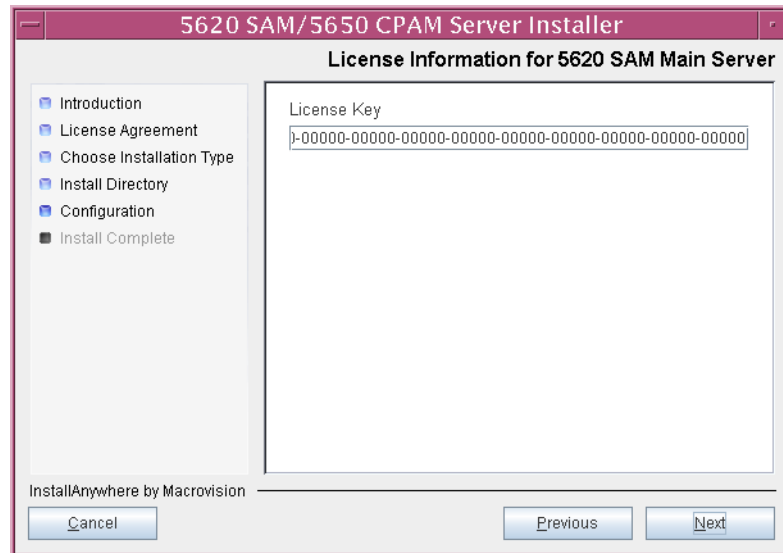 5620 SAM/5650 CPAM Server Installer
License Information for 5620 SAM Main Server
Introduction
License Agreement
Choose Installation Type
Install Directory
Configuration
Install Complete
License Key
)-00000-00000-00000-00000-00000-00000-00000-00000-00000
InstallAnywhere by Macrovision
Cancel
Previous
Next